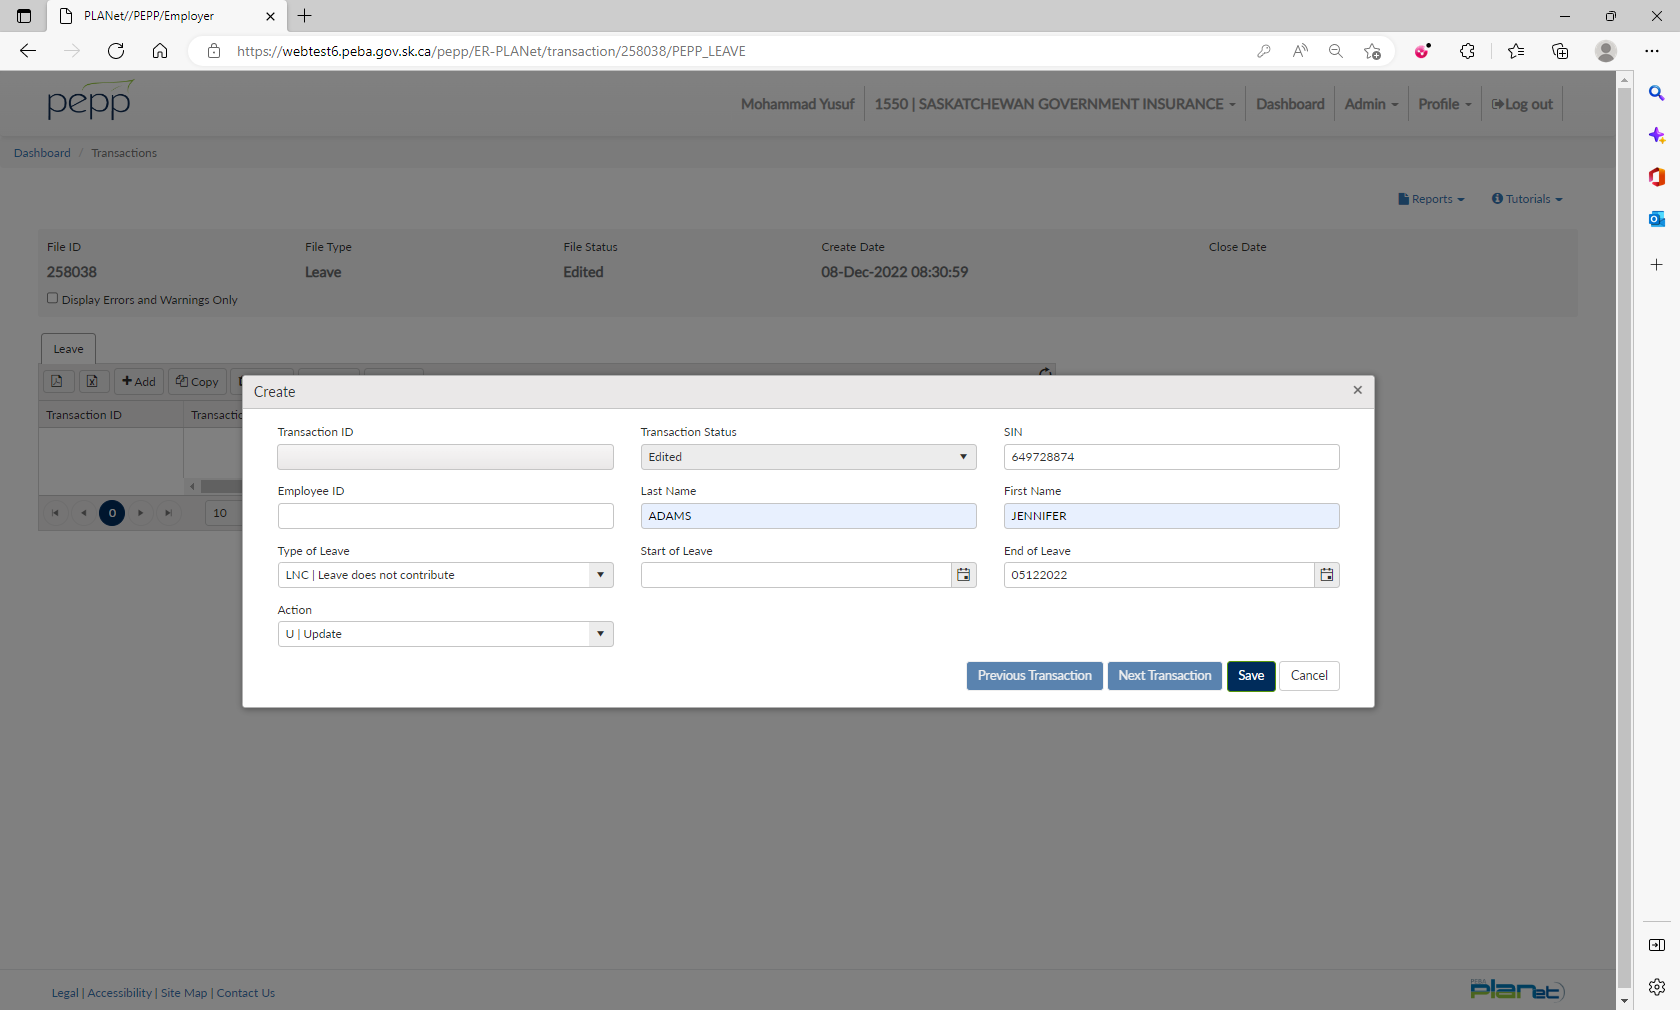 PLANet//PEPP/Employer
https://webtest6.peba.gov.sk.ca/pepp/ER-PLANet/transaction/258038/PEPP_LEAVE
pepp
Mohammad Yusuf
1550 | SASKATCHEWAN GOVERNMENT INSURANCE
Dashboard
Admin
Profile
Log out
Dashboard / Transactions
Reports
Tutorials
File ID
File Type
File Status
Create Date
Close Date
258038
Leave
Edited
08-Dec-2022 08:30:59
Display Errors and Warnings Only
Leave
Add
Copy
Transaction ID
Transactio
0
10
Create
Transaction ID
Transaction Status
SIN
Edited
649728874
Employee ID
Last Name
First Name
ADAMS
JENNIFER
Type of Leave
Start of Leave
End of Leave
LNC | Leave does not contribute
05122022
Action
U | Update
Previous Transaction
Next Transaction
Save
Cancel
Legal | Accessibility | Site Map | Contact Us
PEBA
planet